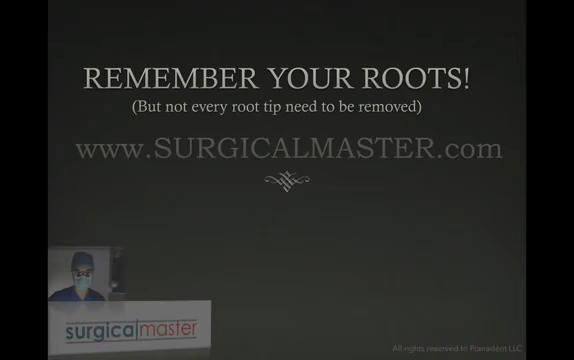 REMEMBER YOUR ROOTS!
(But not every root tip need to be removed)
www.SURGICALMASTER.com
surgicalmaster
All rights reserved to Pramadent LLC